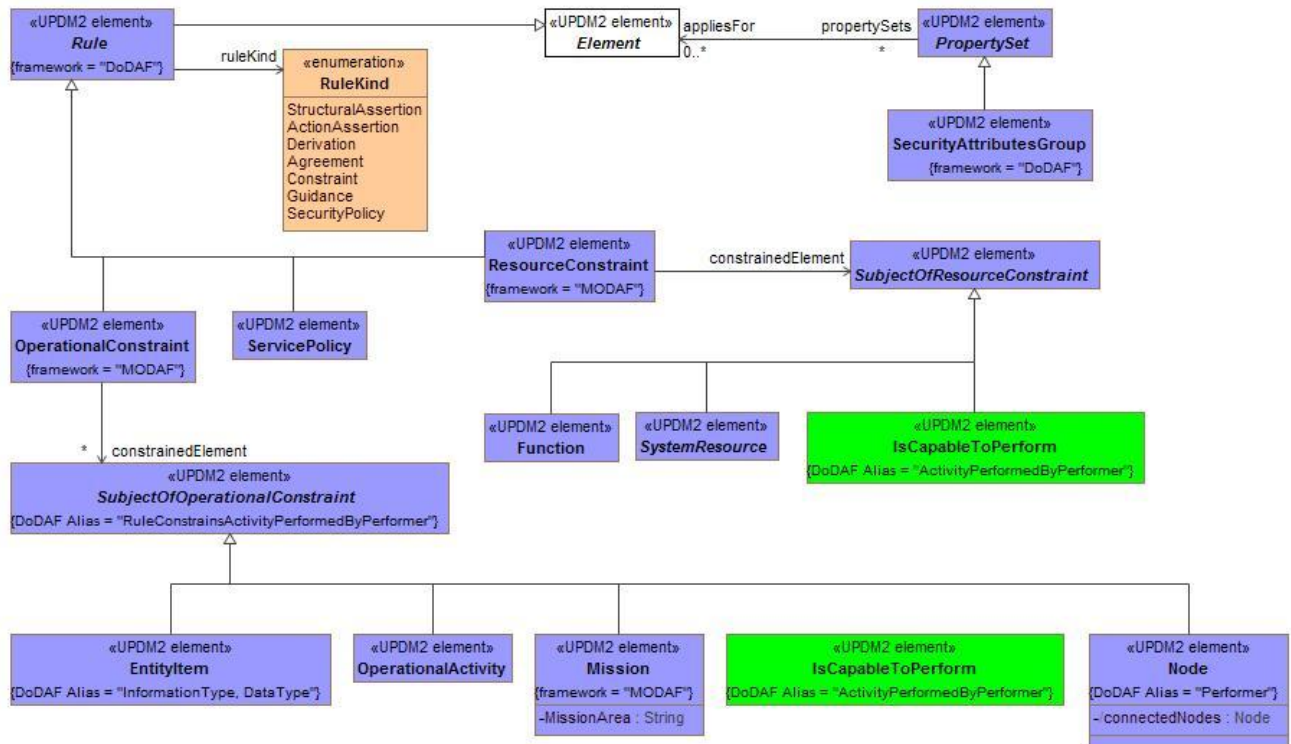 «UPDM2 element»
Rule
{framework = "DoDAF"}
ruleKind
«enumeration»
RuleKind
StructuralAssertion
ActionAssertion
Derivation
Agreement
Constraint
Guidance
SecurityPolicy
«UPDM2 element»
Element
appliesFor
0..*
propertySets
*
«UPDM2 element»
PropertySet
«UPDM2 element»
SecurityAttributesGroup
{framework = "DoDAF"}
«UPDM2 element»
ResourceConstraint
{framework = "MODAF"}
constrainedElement
«UPDM2 element»
SubjectOfResourceConstraint
«UPDM2 element»
OperationalConstraint
{framework = "MODAF"}
«UPDM2 element»
ServicePolicy
«UPDM2 element»
Function
«UPDM2 element»
SystemResource
«UPDM2 element»
IsCapableToPerform
{DoDAF Alias = "ActivityPerformedByPerformer"}
* constrainedElement
«UPDM2 element»
SubjectOfOperationalConstraint
{DoDAF Alias = "RuleConstrainsActivityPerformedByPerformer"}
«UPDM2 element»
EntityItem
{DoDAF Alias = "InformationType, DataType"}
«UPDM2 element»
OperationalActivity
«UPDM2 element»
Mission
{framework = "MODAF"}
-MissionArea : String
«UPDM2 element»
IsCapableToPerform
{DoDAF Alias = "ActivityPerformedByPerformer"}
«UPDM2 element»
Node
{DoDAF Alias = "Performer"}
-/connectedNodes : Node